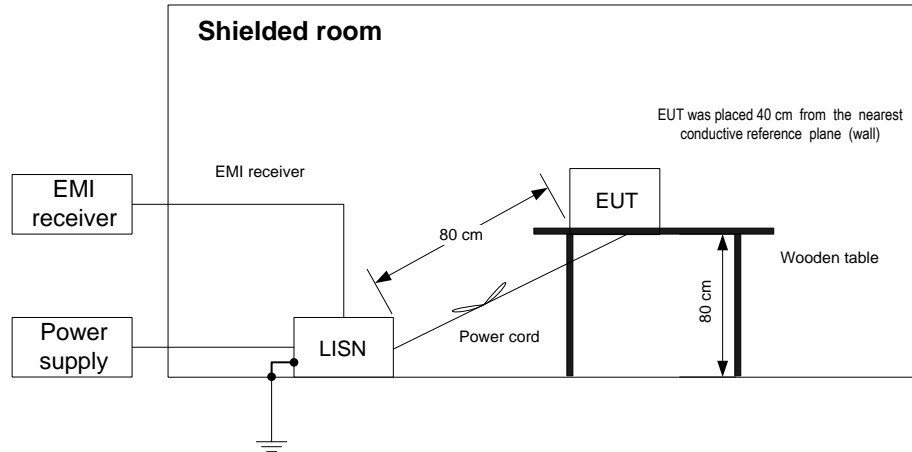 Shielded room
EUT was placed 40 cm from the nearest
conductive reference plane (wall)
EMI receiver
EMI
receiver
EUT
80 cm
Wooden table
80 cm
Power
supply
LISN
Power cord